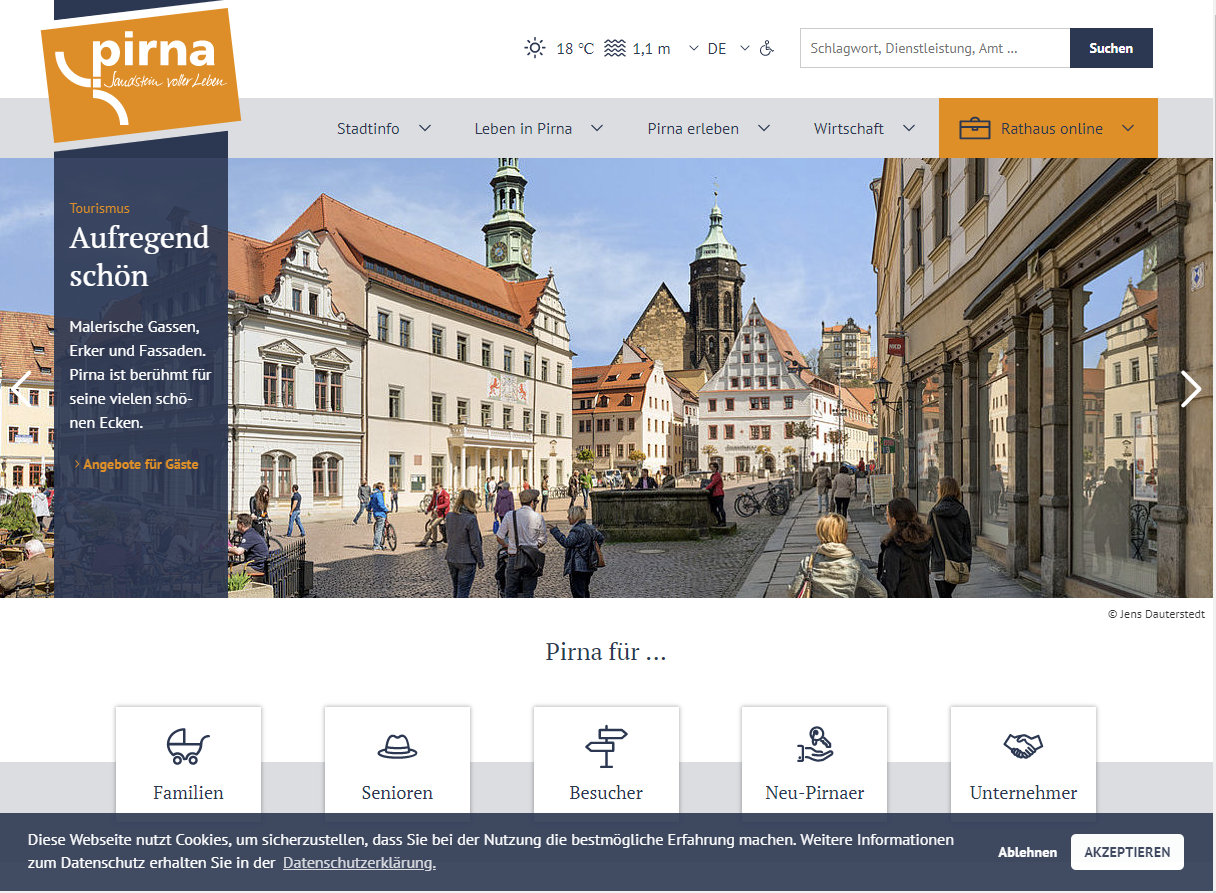 pirna
Sandstein voller Leben
18 °C 1,1 m DE
Schlagwort, Dienstleistung, Amt ...
Suchen
Stadtinfo
Leben in Pirna
Pirna erleben
Wirtschaft
Rathaus online
Tourismus
Aufregend
schön
Malerische Gassen,
Erker und Fassaden.
Pirna ist berühmt für
seine vielen schö-
nen Ecken.
Angebote für Gäste
© Jens Dauterstedt
Pirna für ...
Familien
Senioren
Besucher
Neu-Pirnaer
Unternehmer
Diese Webseite nutzt Cookies, um sicherzustellen, dass Sie bei der Nutzung die bestmögliche Erfahrung machen. Weitere Informationen
zum Datenschutz erhalten Sie in der Datenschutzerklärung.
Ablehnen
AKZEPTIEREN